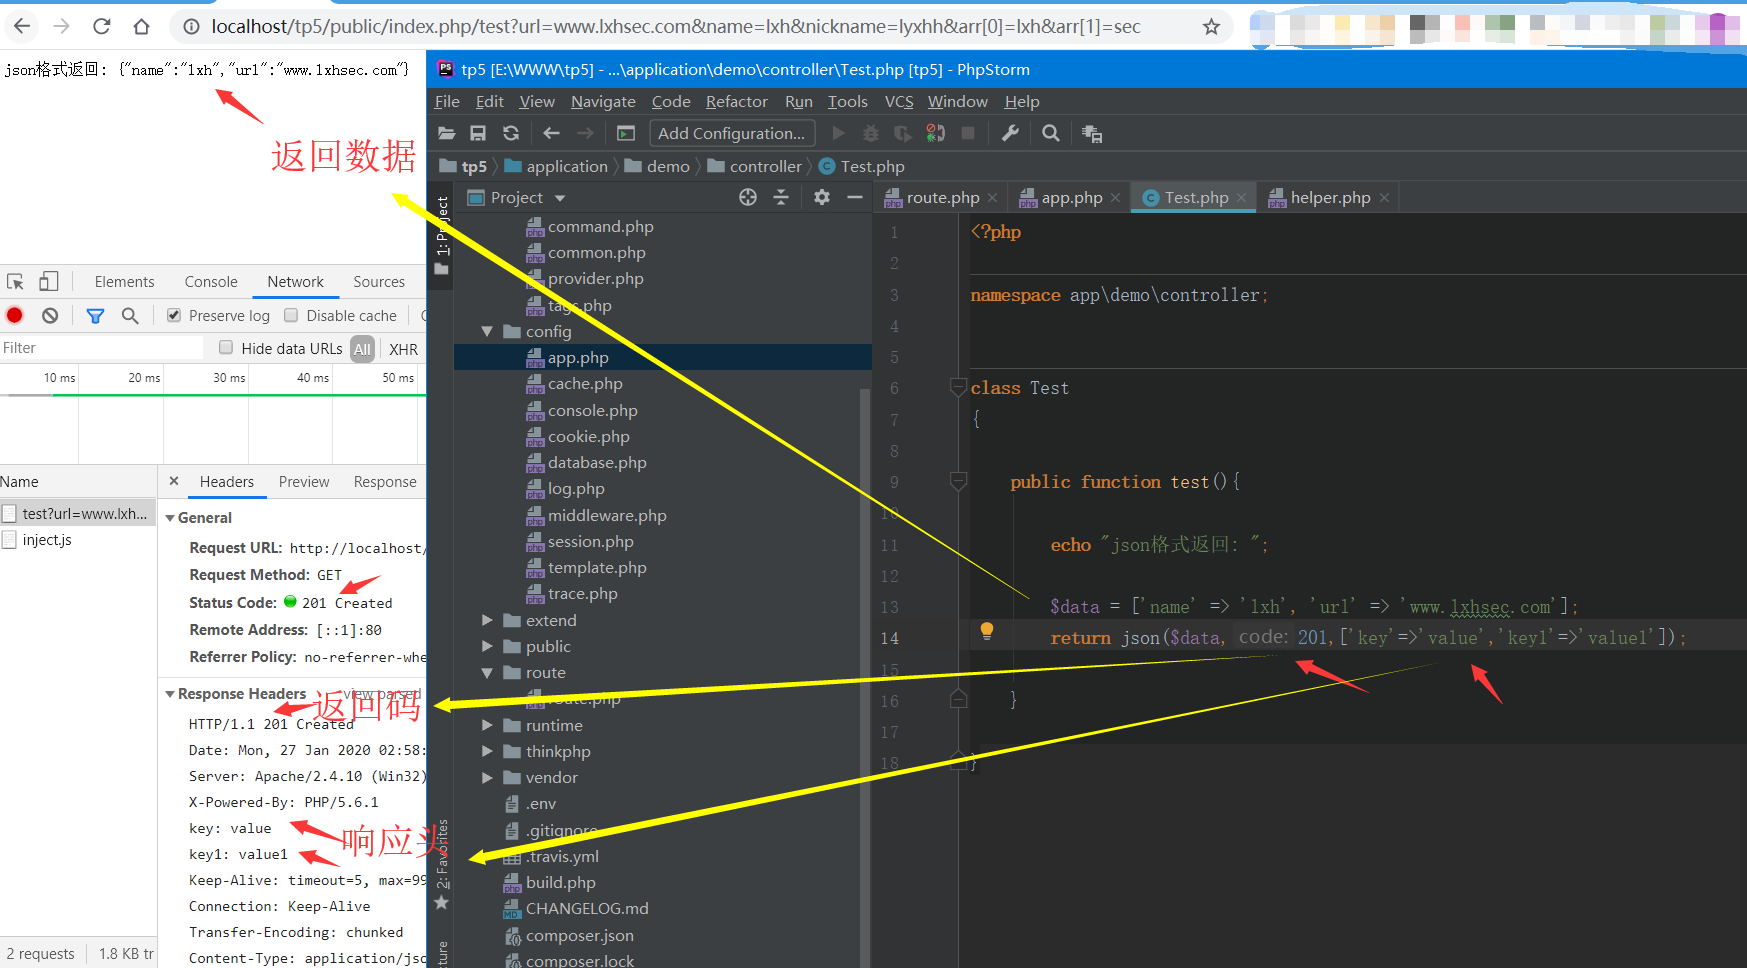 localhost/tp5/public/index.php/test?url=www.lxhsec.com&name=lxh&nickname=lyxhh&arr[0]=lxh&arr[1]=sec
json格式返回: {"name":"lxh","url":"www.lxhsec.com"}
返回数据
Elements Console Network Sources
Preserve log Disable cache
Filter Hide data URLs All XHR
10 ms 20 ms 30 ms 40 ms 50 ms
Name
test?url=www.lxh...
inject.js
2 requests 1.8 KB tr
× Headers Preview Response
General
Request URL: http://localhost/
Request Method: GET
Status Code: 201 Created
Remote Address: [::1]:80
Referrer Policy: no-referrer-whe
Response Headers view parsed
返回码
HTTP/1.1 201 Created
Date: Mon, 27 Jan 2020 02:58:
Server: Apache/2.4.10 (Win32)
X-Powered-By: PHP/5.6.1
key: value
响应头
key1: value1
Keep-Alive: timeout=5, max=99
Connection: Keep-Alive
Transfer-Encoding: chunked
Content-Type: application/jsc
PS tp5 [E:\WWW\tp5] - ...\application\demo\controller\Test.php [tp5] - PhpStorm
File Edit View Navigate Code Refactor Run Tools VCS Window Help
Add Configuration...
tp5 application demo controller Test.php
1: Project
2: Favorites
Project
command.php
common.php
provider.php
tags.php
config
app.php
cache.php
console.php
cookie.php
database.php
log.php
middleware.php
session.php
template.php
trace.php
extend
public
route
route.php
runtime
thinkphp
vendor
.env
.gitignore
.travis.yml
build.php
CHANGELOG.md
composer.json
composer.lock
route.php app.php Test.php helper.php
1 <?php
2
3 namespace app\demo\controller;
4
5
6 class Test
7 {
8
9 public function test(){
10
11 echo "json格式返回: ";
12
13 $data = ['name' => 'lxh', 'url' => 'www.lxhsec.com'];
14 return json($data, code: 201,['key'=>'value','key1'=>'value1']);
15
16 }
17
18 }